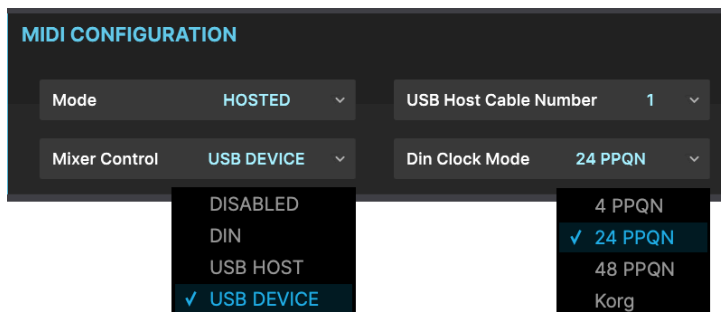 MIDI CONFIGURATION
Mode HOSTED USB Host Cable Number 1
Mixer Control USB DEVICE Din Clock Mode 24 PPQN
DISABLED 4 PPQN
DIN ✓ 24 PPQN
USB HOST 48 PPQN
✓ USB DEVICE Korg